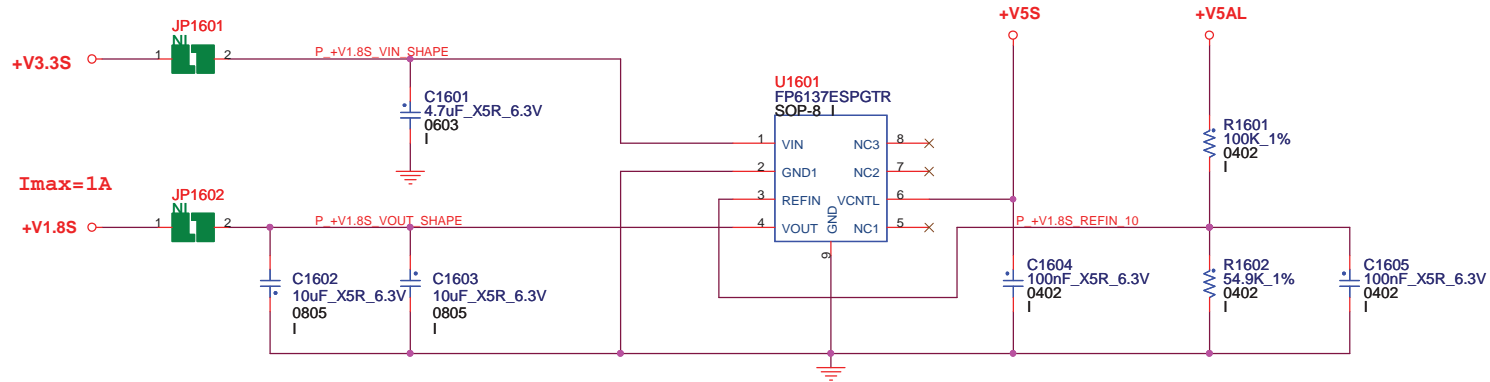 +V5S
+V5AL
JP1601
NI
+V3.3S
1
2
P_+V1.8S_VIN_SHAPE
C1601
4.7uF_X5R_6.3V
0603
I
U1601
FP6137ESPGTR
SOP-8 I
1 VIN NC3 8
2 GND1 NC2 7
3 REFIN VCNTL 6
4 VOUT GND NC1 5
9
R1601
100K_1%
0402
I
Imax=1A
JP1602
NI
+V1.8S
1
2
P_+V1.8S_VOUT_SHAPE
P_+V1.8S_REFIN_10
C1602
10uF_X5R_6.3V
0805
I
C1603
10uF_X5R_6.3V
0805
I
C1604
100nF_X5R_6.3V
0402
I
R1602
54.9K_1%
0402
I
C1605
100nF_X5R_6.3V
0402
I